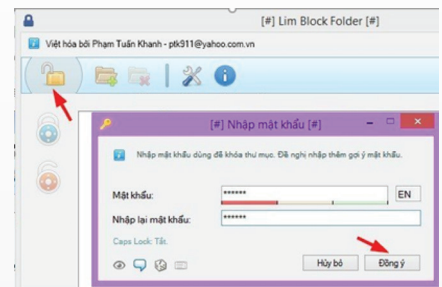 [#] Lim Block Folder [#]
Việt hóa bởi Phạm Tuấn Khanh - ptk911@yahoo.com.vn
[#] Nhập mật khẩu [#]
Nhập mật khẩu dùng để khóa thư mục. Đề nghị nhập thêm gợi ý mật khẩu.
Mật khẩu:
******
EN
Nhập lại mật khẩu:
******
Caps Lock: Tắt.
Hủy bỏ
Đồng ý